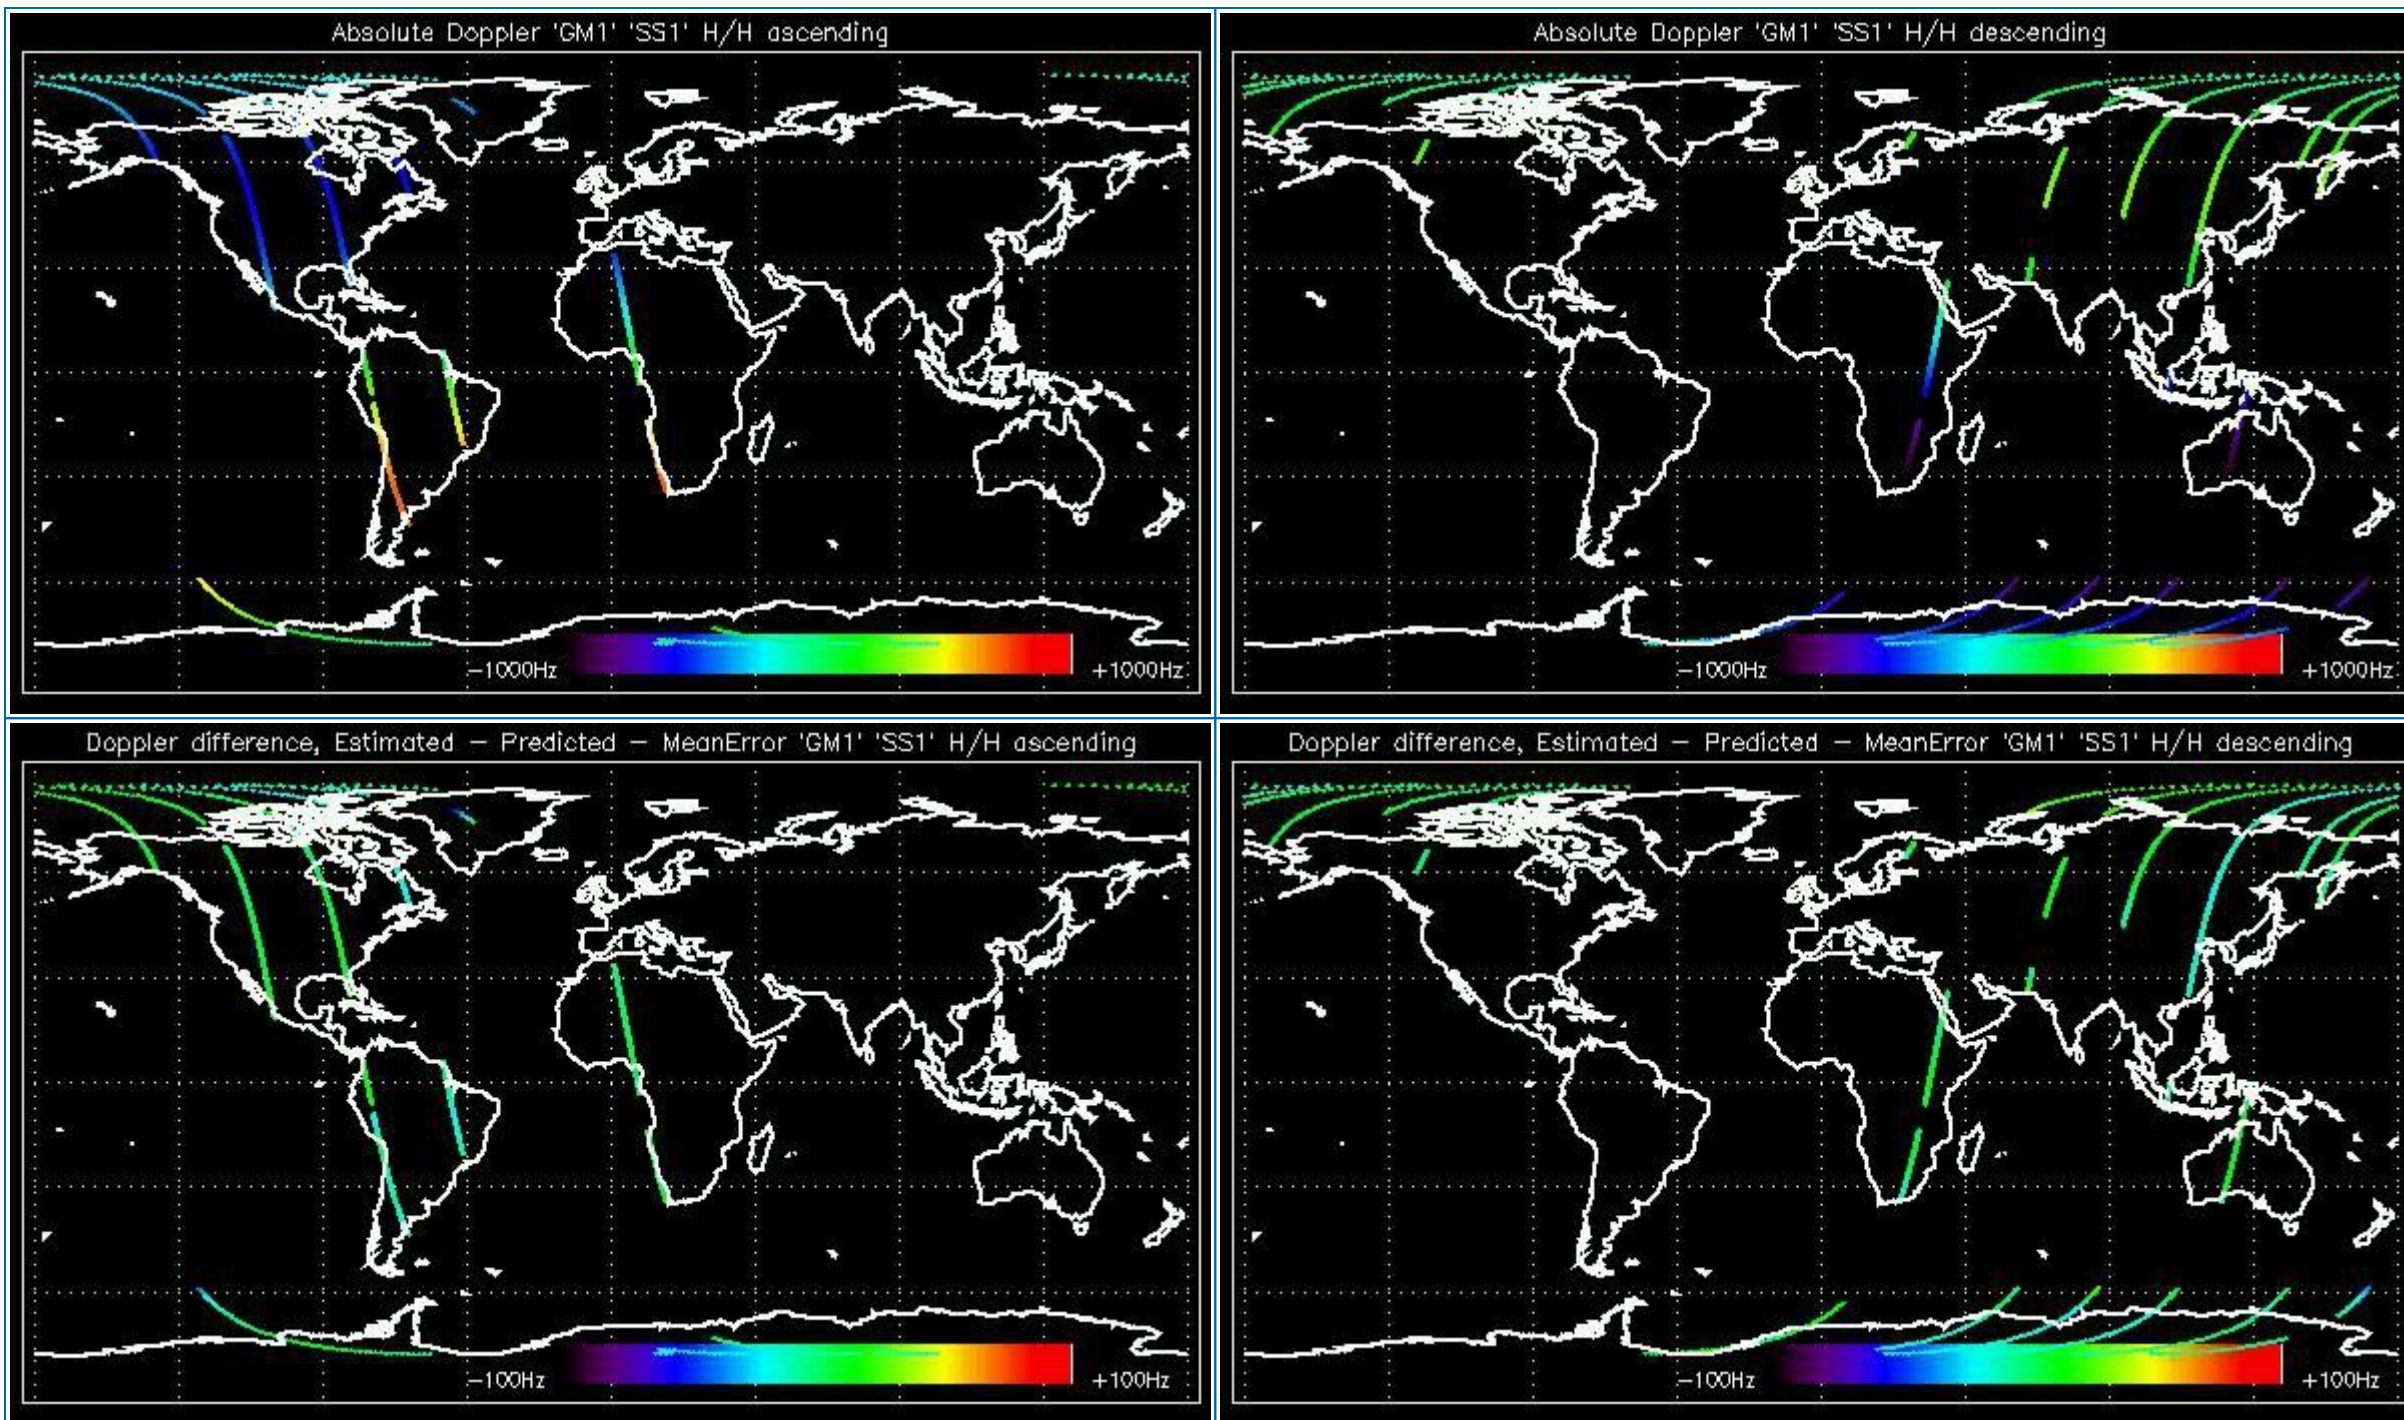 Absolute Doppler 'GM1' 'SS1' H/H ascending
−1000Hz
+1000Hz
Absolute Doppler 'GM1' 'SS1' H/H descending
−1000Hz
+1000Hz
Doppler difference, Estimated − Predicted − MeanError 'GM1' 'SS1' H/H ascending
−100Hz
+100Hz
Doppler difference, Estimated − Predicted − MeanError 'GM1' 'SS1' H/H descending
−100Hz
+100Hz